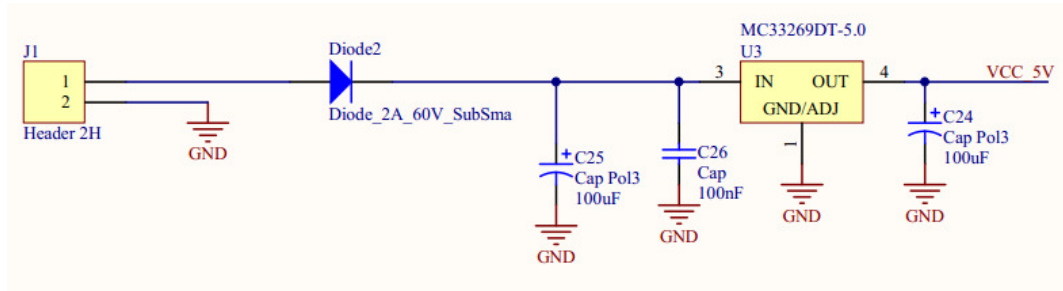 J1
1
2
Header 2H
GND
Diode2
Diode_2A_60V_SubSma
+
C25
Cap Pol3
100uF
GND
C26
Cap
100nF
GND
MC33269DT-5.0
U3
3
IN
OUT
4
GND/ADJ
1
GND
VCC_5V
+
C24
Cap Pol3
100uF
GND